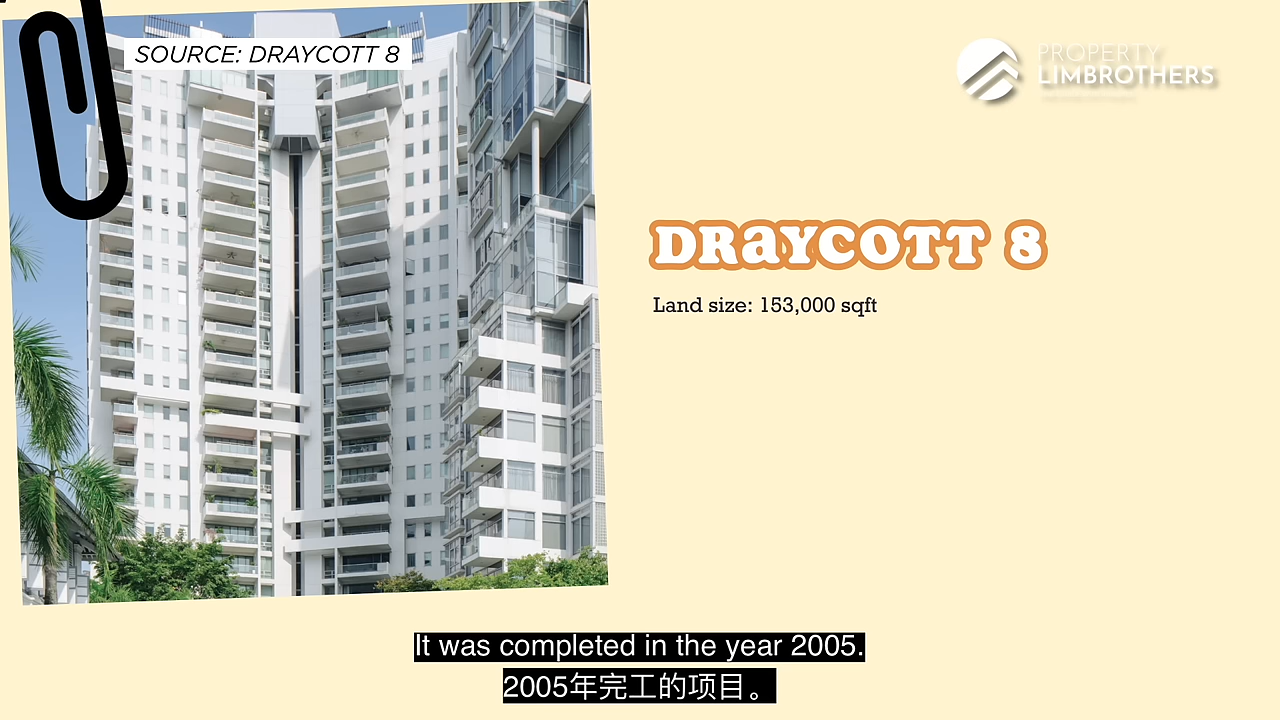 SOURCE: DRAYCOTT 8
PROPERTY
LIMBROTHERS
DRAYCOTT 8
Land size: 153,000 sqft
It was completed in the year 2005.
2005年完工的项目。